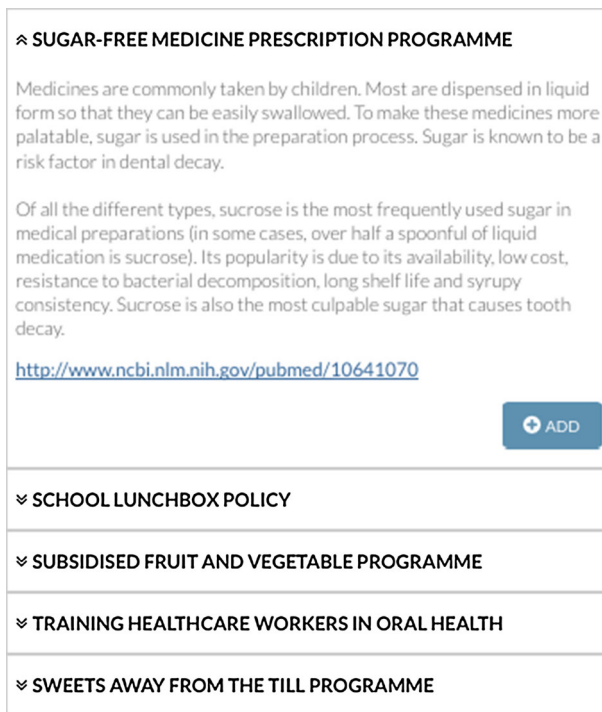 SUGAR-FREE MEDICINE PRESCRIPTION PROGRAMME
Medicines are commonly taken by children. Most are dispensed in liquid
form so that they can be easily swallowed. To make these medicines more
palatable, sugar is used in the preparation process. Sugar is known to be a
risk factor in dental decay.
Of all the different types, sucrose is the most frequently used sugar in
medical preparations (in some cases, over half a spoonful of liquid
medication is sucrose). Its popularity is due to its availability, low cost,
resistance to bacterial decomposition, long shelf life and syrupy
consistency. Sucrose is also the most culpable sugar that causes tooth
decay.
http://www.ncbi.nlm.nih.gov/pubmed/10641070
ADD
SCHOOL LUNCHBOX POLICY
SUBSIDISED FRUIT AND VEGETABLE PROGRAMME
TRAINING HEALTHCARE WORKERS IN ORAL HEALTH
SWEETS AWAY FROM THE TILL PROGRAMME